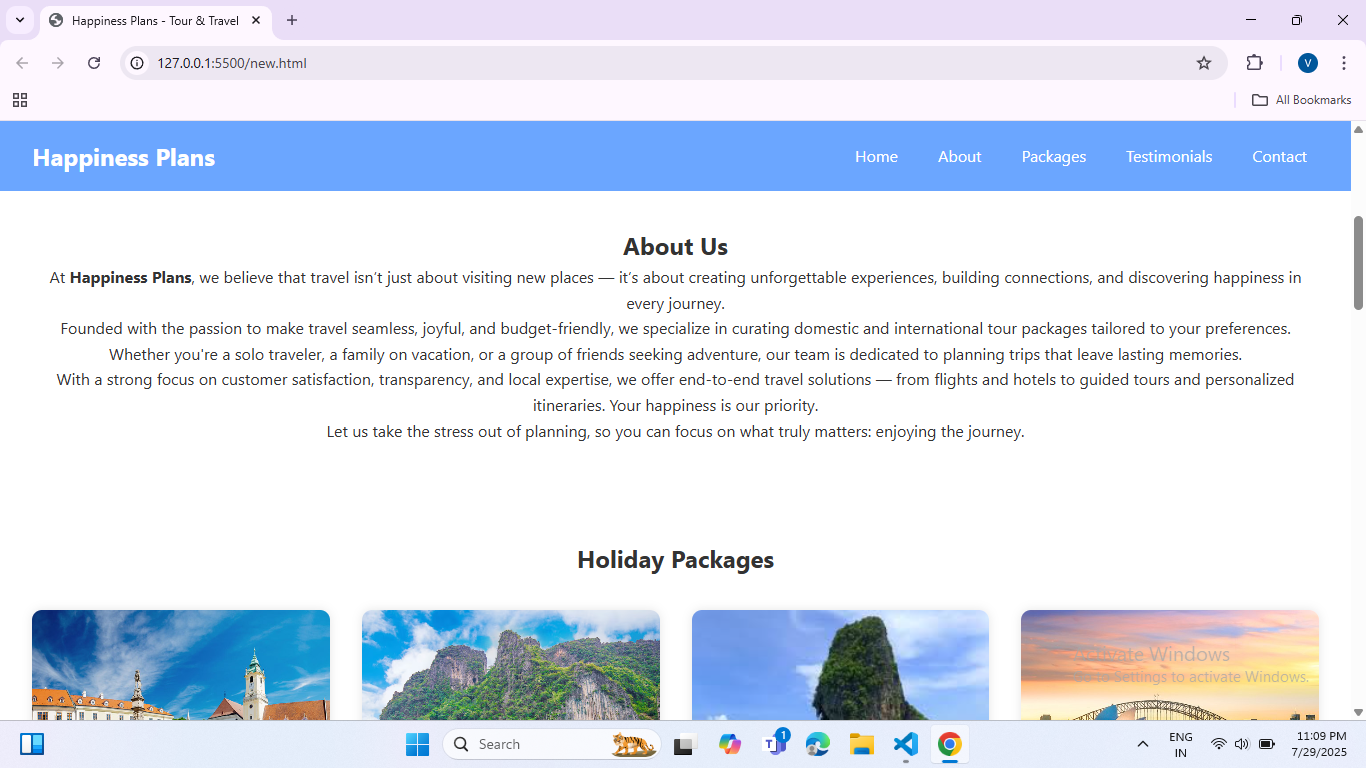 Happiness Plans - Tour & Travel
127.0.0.1:5500/new.html
V
All Bookmarks
Happiness Plans
Home About Packages Testimonials Contact
About Us
At Happiness Plans, we believe that travel isn’t just about visiting new places — it’s about creating unforgettable experiences, building connections, and discovering happiness in
every journey.
Founded with the passion to make travel seamless, joyful, and budget-friendly, we specialize in curating domestic and international tour packages tailored to your preferences.
Whether you're a solo traveler, a family on vacation, or a group of friends seeking adventure, our team is dedicated to planning trips that leave lasting memories.
With a strong focus on customer satisfaction, transparency, and local expertise, we offer end-to-end travel solutions — from flights and hotels to guided tours and personalized
itineraries. Your happiness is our priority.
Let us take the stress out of planning, so you can focus on what truly matters: enjoying the journey.
Holiday Packages
Activate Windows
Go to Settings to activate Windows.
Search
1
ENG
IN
11:09 PM
7/29/2025